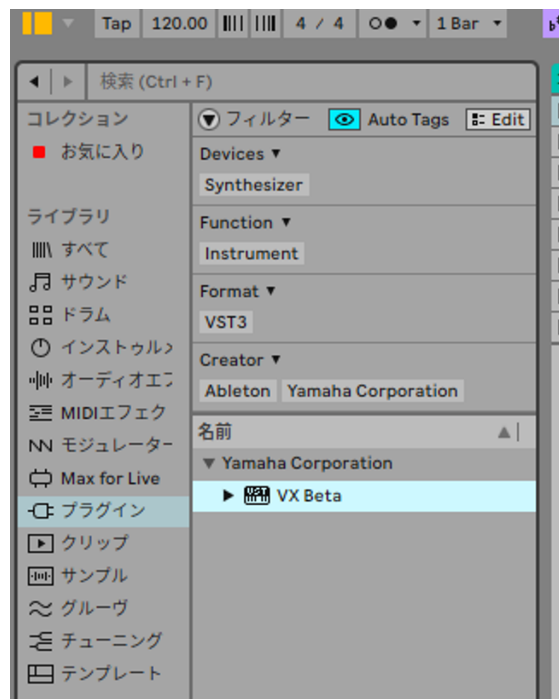 Tap 120.00 4 / 4 1 Bar
検索 (Ctrl + F)
コレクション
お気に入り
ライブラリ
すべて
サウンド
ドラム
インストゥルメ
オーディオエフ
MIDIエフェク
モジュレーター
Max for Live
プラグイン
クリップ
サンプル
グルーヴ
チューニング
テンプレート
フィルター Auto Tags Edit
Devices
Synthesizer
Function
Instrument
Format
VST3
Creator
Ableton Yamaha Corporation
名前
Yamaha Corporation
VX Beta